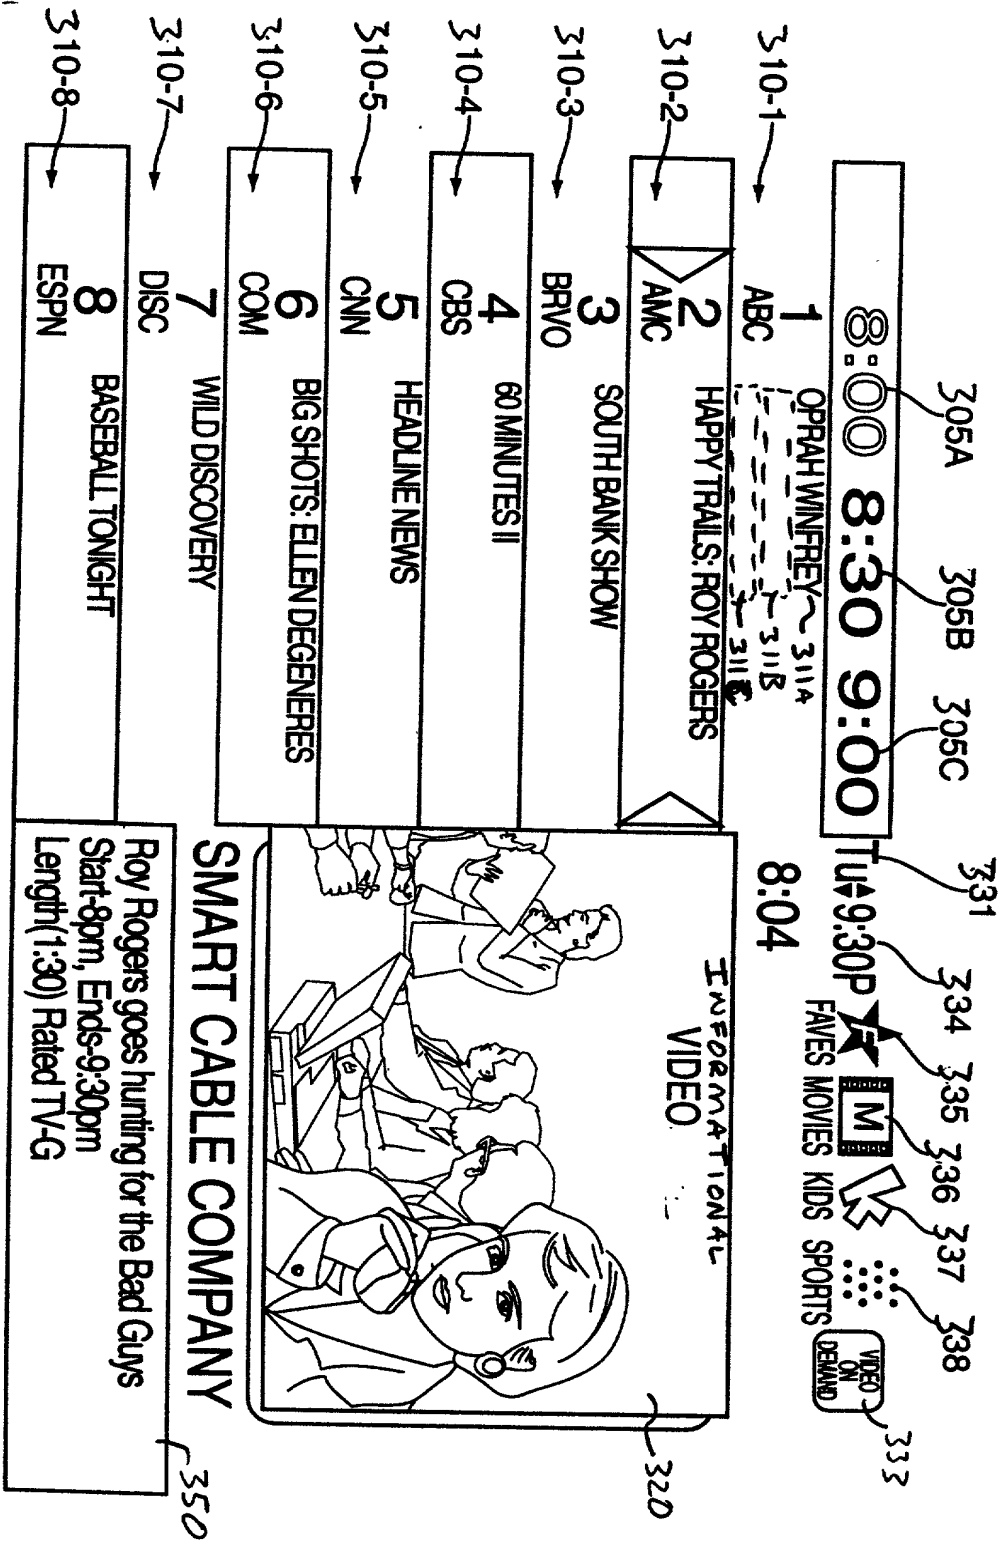 305A 305B 305C 331 334 335 336 337 338 333
8:00 8:30 9:00 Tu 9:30P F M
FAVES MOVIES KIDS SPORTS VIDEO ON DEMAND
8:04
310-1
1 ABC
OPRAH WINFREY 311A
311B
310-2
2 AMC
HAPPY TRAILS: ROY ROGERS
310-3
3 BRVO
SOUTH BANK SHOW
310-4
4 CBS
60 MINUTES II
310-5
5 CNN
HEADLINE NEWS
310-6
6 COM
BIG SHOTS: ELLEN DEGENERES
310-7
7 DISC
WILD DISCOVERY
310-8
8 ESPN
BASEBALL TONIGHT
INFORMATIONAL
VIDEO
320
SMART CABLE COMPANY
Roy Rogers goes hunting for the Bad Guys
Start-8pm, Ends-9:30pm
Length(1:30) Rated TV-G
350